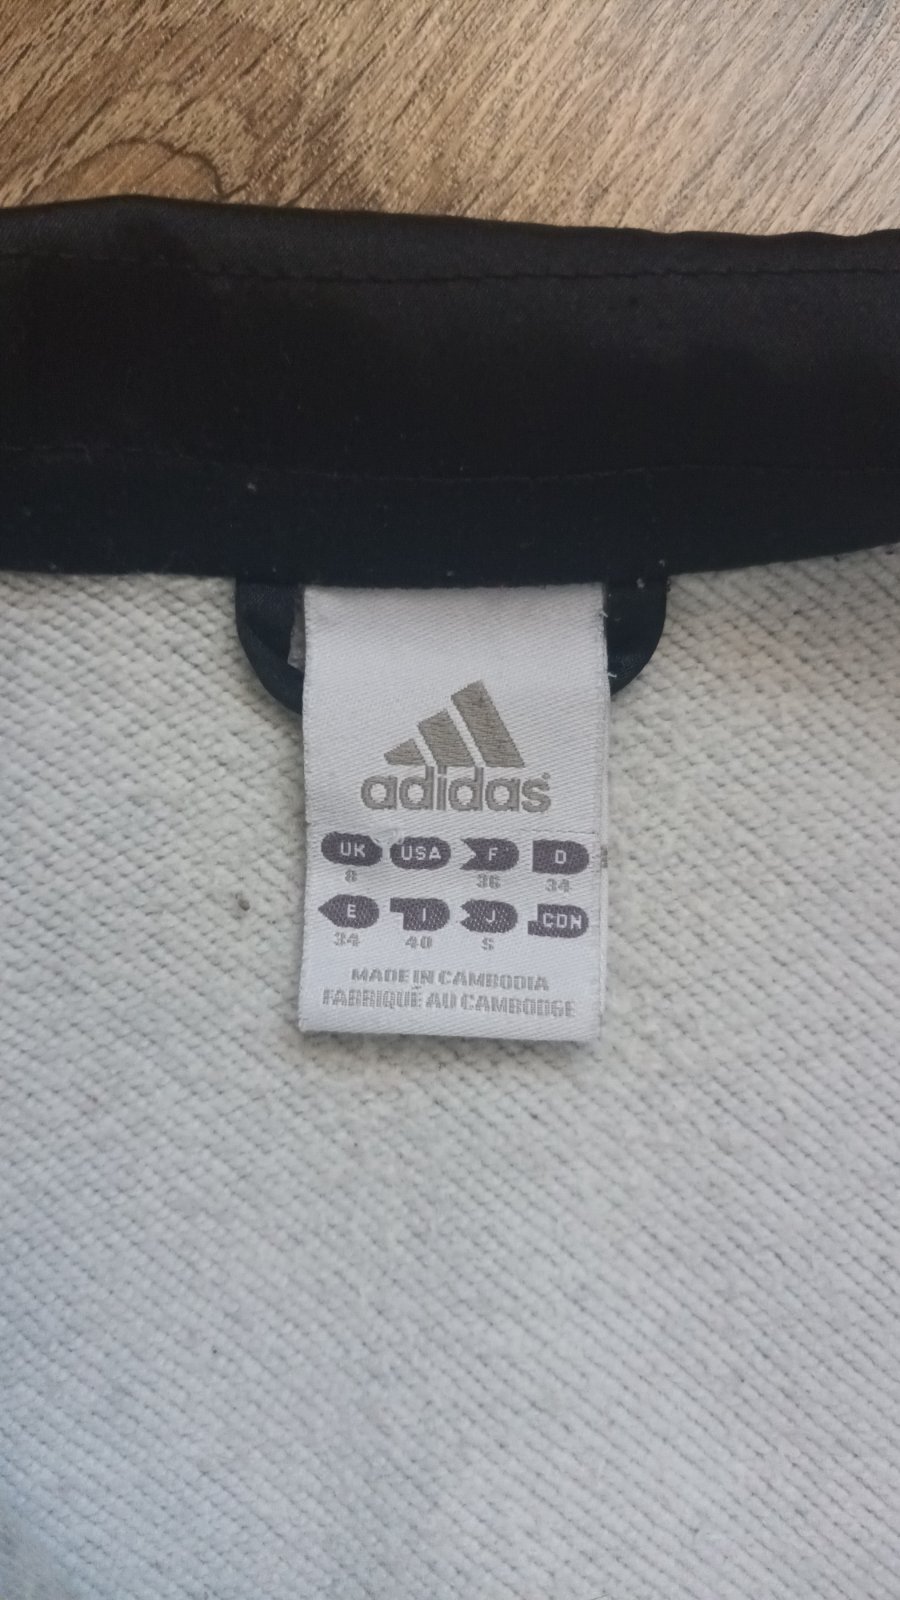 adidas
UK USA F D
8 36 34
E I J CDN
34 40 S
MADE IN CAMBODIA
FABRIQUÉ AU CAMBODGE